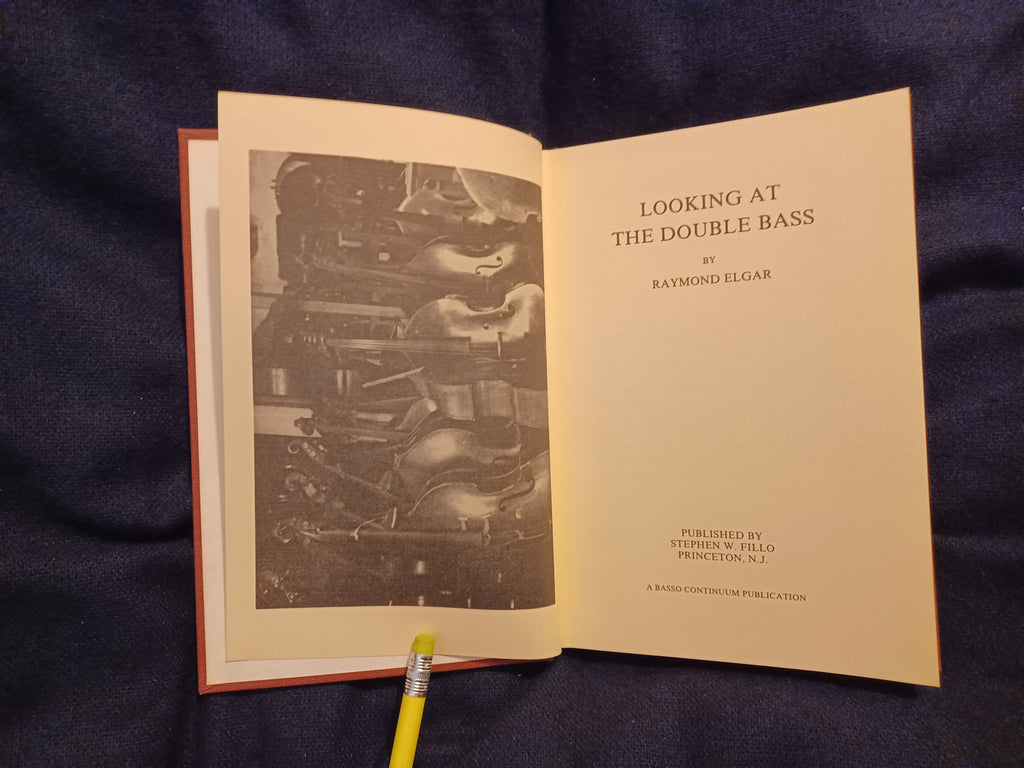 LOOKING AT
THE DOUBLE BASS
BY
RAYMOND ELGAR
PUBLISHED BY
STEPHEN W. FILLO
PRINCETON, N.J.
A BASSO CONTINUUM PUBLICATION